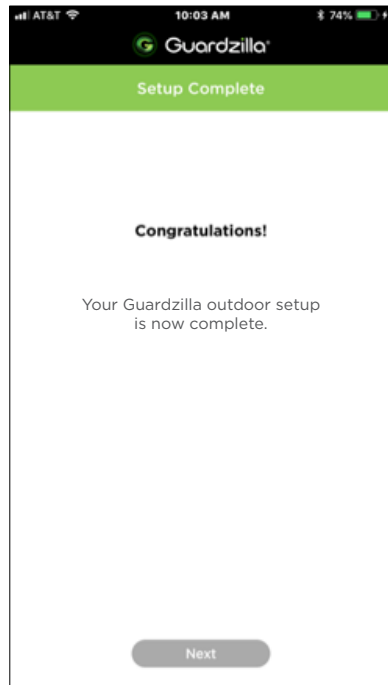 AT&T 10:03 AM 74%
G Guardzilla®
Setup Complete
Congratulations!
Your Guardzilla outdoor setup
is now complete.
Next